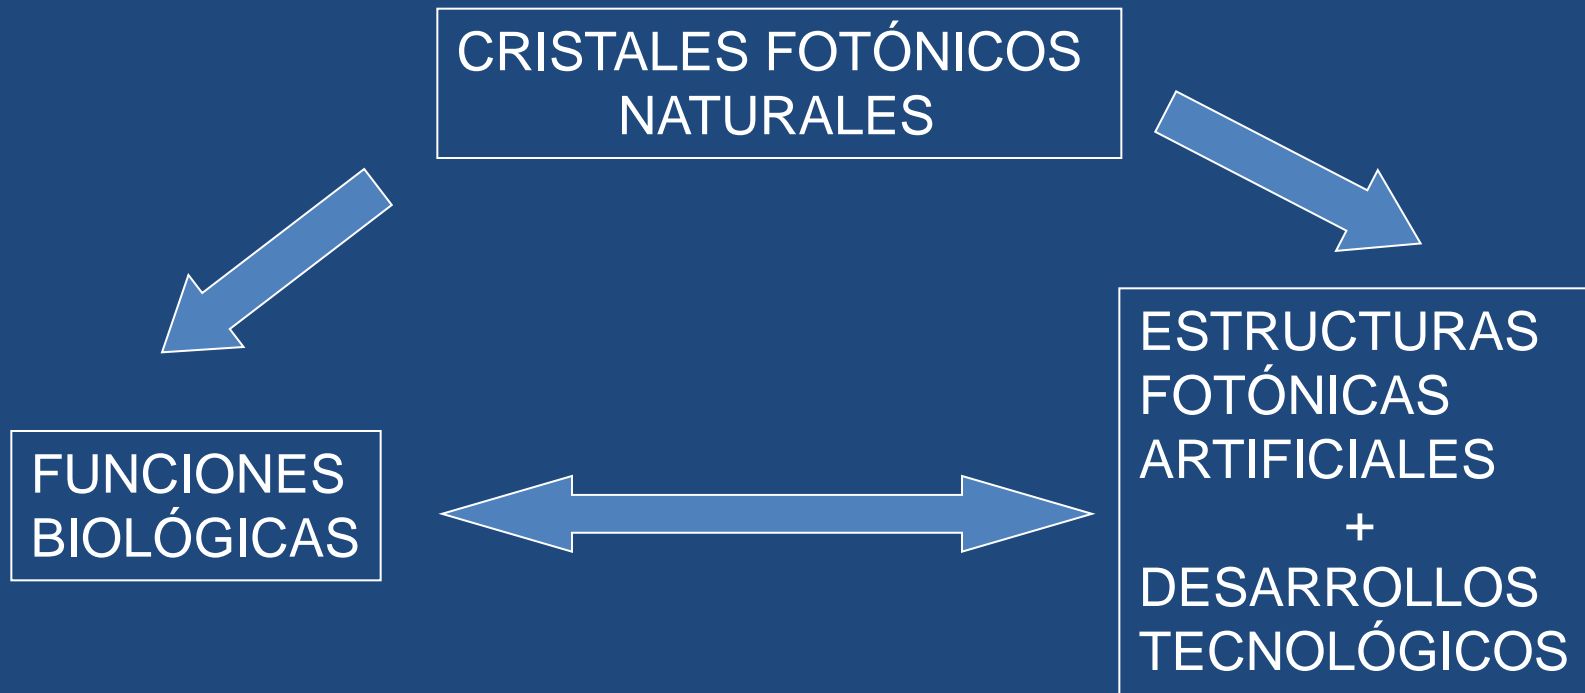 CRISTALES FOTÓNICOS
NATURALES
FUNCIONES
BIOLÓGICAS
ESTRUCTURAS
FOTÓNICAS
ARTIFICIALES
+
DESARROLLOS
TECNOLÓGICOS